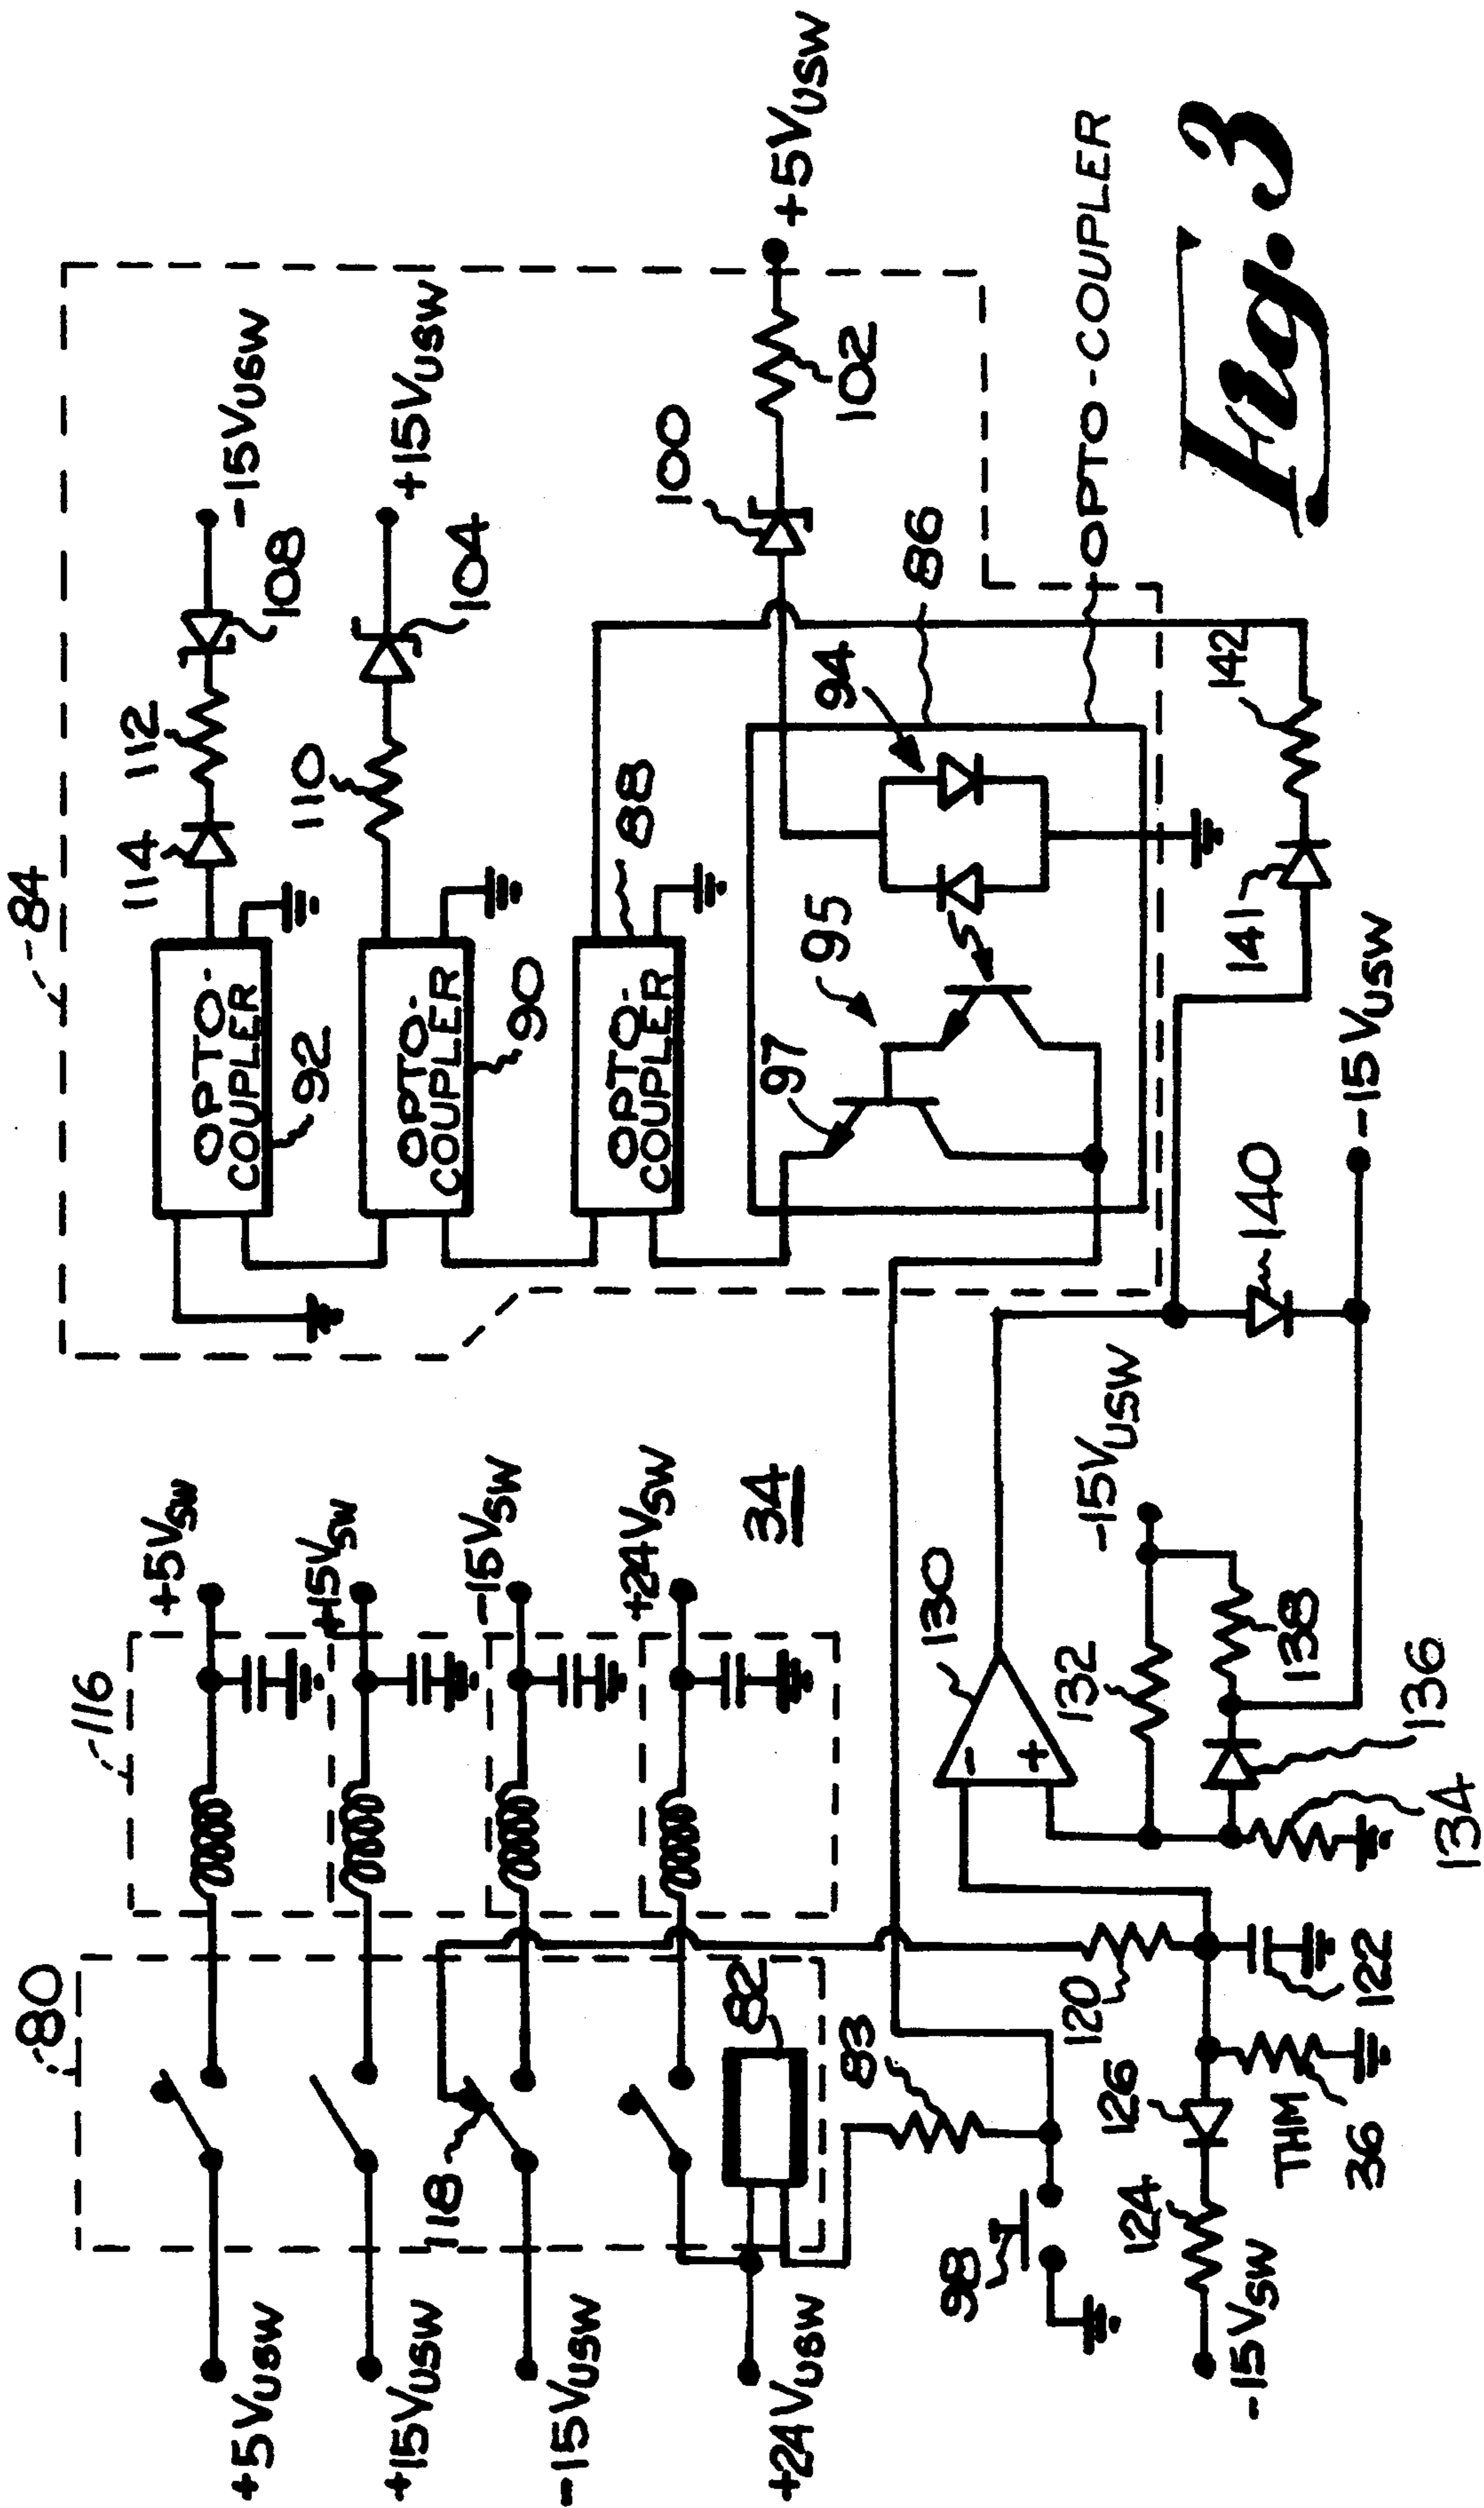 84
114
112
-15VUSW
108
110
+15VUSW
104
OPTO-
COUPLER
92
OPTO-
COUPLER
90
OPTO-
COUPLER
88
100
102
+5VUSW
86
94
95
97
OPTO-COUPLER
142
141
140
-15VUSW
80
116
+5VUSW
+5VSW
+15VUSW
+15VSW
118
-15VUSW
-15VSW
+24VUSW
+24VSW
82
34
83
98
130
120
-15VUSW
132
126
124
138
136
134
-15VSW
THM
36
122
Fig. 3